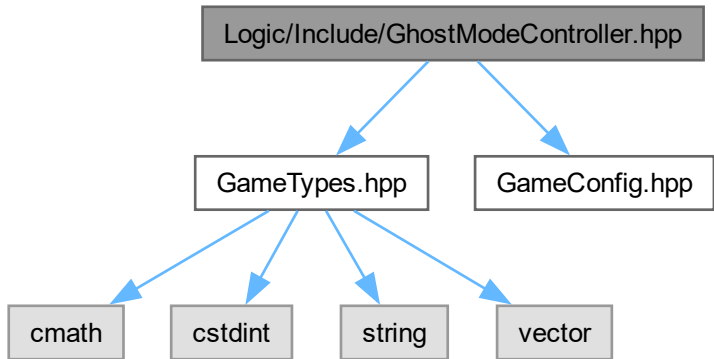 Logic/Include/GhostModeController.hpp
GameTypes.hpp
GameConfig.hpp
cmath
cstdint
string
vector